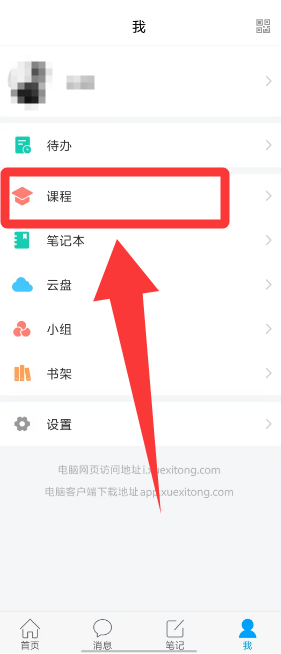 我
待办
课程
笔记本
云盘
小组
书架
设置
电脑网页访问地址i.xuexitong.com
电脑客户端下载地址app.xuexitong.com
首页 消息 笔记 我